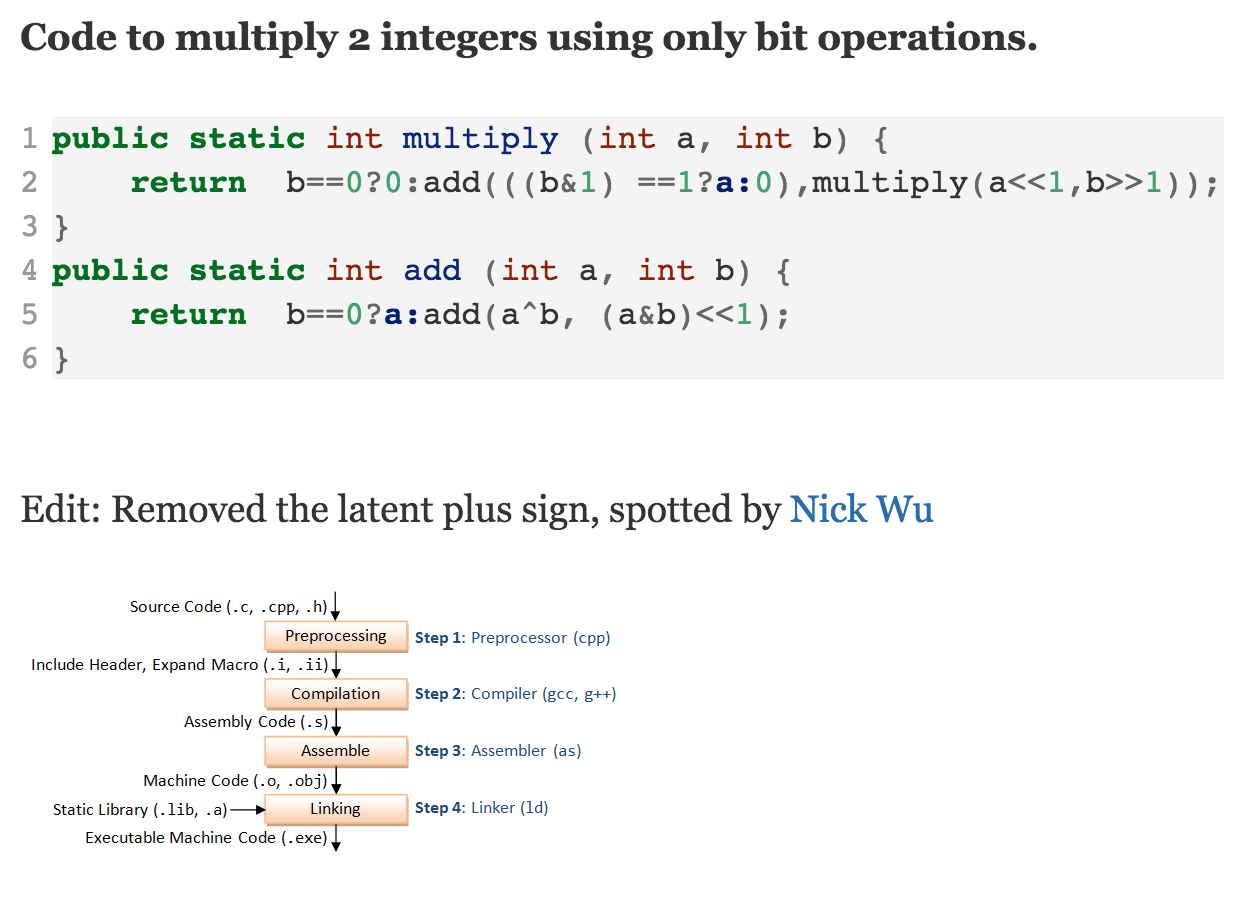 Code to multiply 2 integers using only bit operations.
1 public static int multiply (int a, int b) {
2     return  b==0?0:add(((b&1) ==1?a:0),multiply(a<<1,b>>1));
3 }
4 public static int add (int a, int b) {
5     return  b==0?a:add(a^b, (a&b)<<1);
6 }
Edit: Removed the latent plus sign, spotted by Nick Wu
Source Code (.c, .cpp, .h)
Preprocessing Step 1: Preprocessor (cpp)
Include Header, Expand Macro (.i, .ii)
Compilation Step 2: Compiler (gcc, g++)
Assembly Code (.s)
Assemble Step 3: Assembler (as)
Machine Code (.o, .obj)
Static Library (.lib, .a) Linking Step 4: Linker (ld)
Executable Machine Code (.exe)